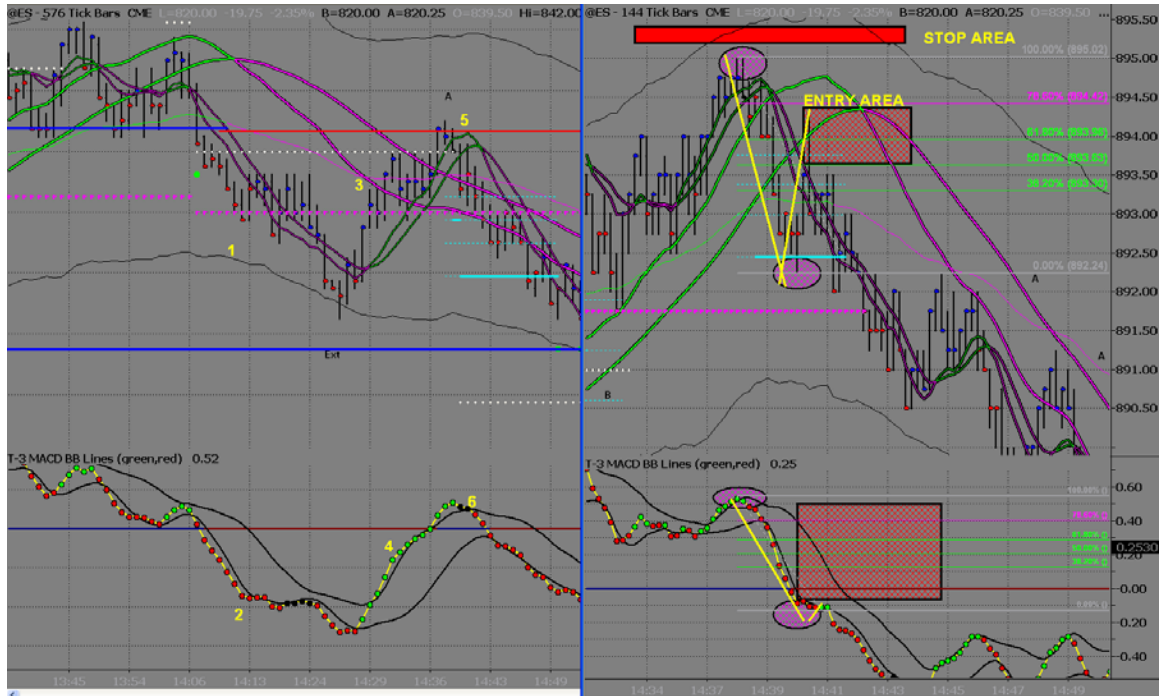 @ES - 576 Tick Bars CME L=820.00 -19.75 -2.35% B=820.00 A=820.25 O=839.50 Hi=842.00
A
5
3
1
Ext
T-3 MACD BB Lines (green,red) 0.52
6
4
2
13:45 13:54 14:06 14:13 14:24 14:29 14:36 14:43 14:49
@ES - 144 Tick Bars CME L=820.00 -19.75 -2.35% B=820.00 A=820.25 O=839.50 ...
895.50
STOP AREA
100.00% (895.02)
895.00
894.50
ENTRY AREA
894.00
61.80% (893.96)
50.00% (893.63)
893.50
38.20% (893.30)
893.00
892.50
0.00% (892.24)
A
892.00
891.50
A
891.00
B
890.50
T-3 MACD BB Lines (green,red) 0.25
0.60
0.40
0.2530
0.20
-0.00
0.20
-0.40
14:34 14:37 14:39 14:41 14:43 14:47 14:49